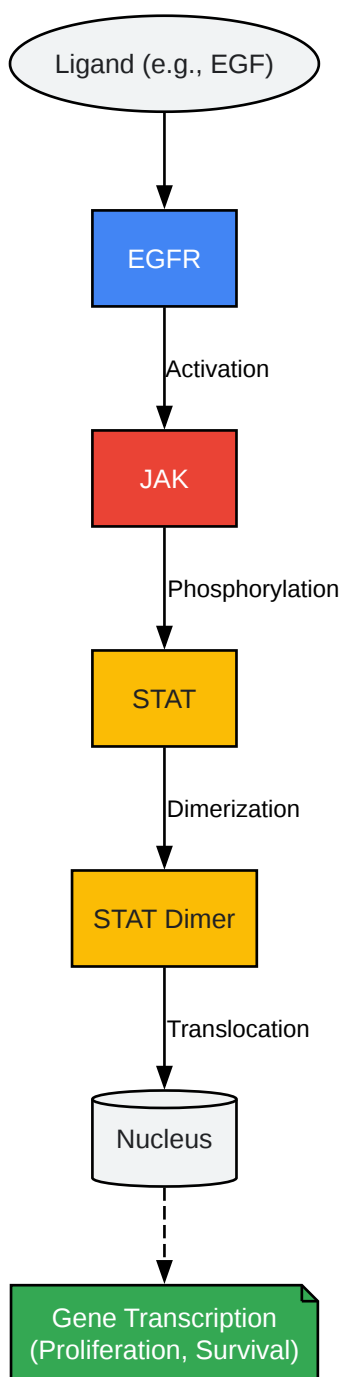 Ligand (e.g., EGF)
EGFR
Activation
JAK
Phosphorylation
STAT
Dimerization
STAT Dimer
Translocation
Nucleus
Gene Transcription
(Proliferation, Survival)